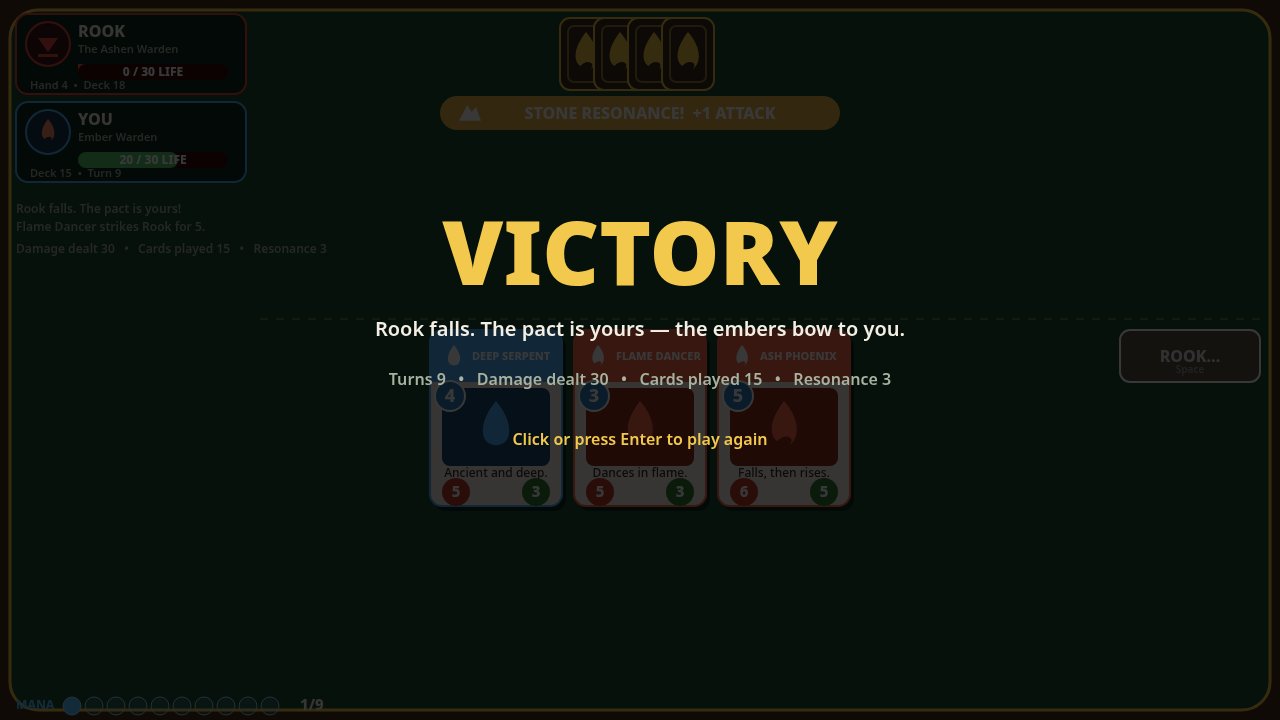 ROOK
The Ashen Warden
0 / 30 LIFE
Hand 4 • Deck 18
YOU
Ember Warden
20 / 30 LIFE
Deck 15 • Turn 9
Rook falls. The pact is yours!
Flame Dancer strikes Rook for 5.
Damage dealt 30 • Cards played 15 • Resonance 3
STONE RESONANCE! +1 ATTACK
VICTORY
Rook falls. The pact is yours — the embers bow to you.
DEEP SERPENT
FLAME DANCER
ASH PHOENIX
ROOK...
Space
Turns 9 • Damage dealt 30 • Cards played 15 • Resonance 3
4
3
5
Click or press Enter to play again
Ancient and deep.
Dances in flame.
Falls, then rises.
5
3
5
3
6
5
MANA
1/9